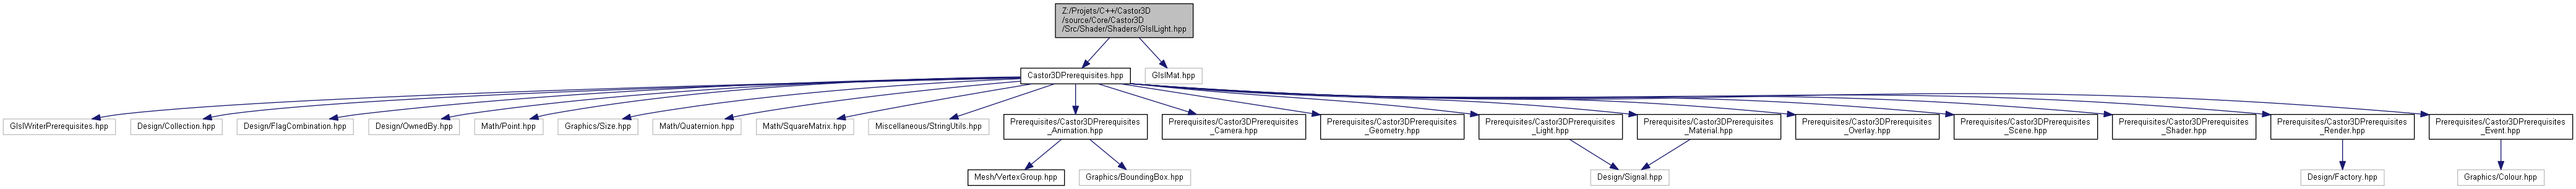 Z:/Projets/C++/Castor3D
/source/Core/Castor3D
/Src/Shader/Shaders/GlslLight.hpp
Castor3DPrerequisites.hpp
GlslMat.hpp
GlslWriterPrerequisites.hpp
Design/Collection.hpp
Design/FlagCombination.hpp
Design/OwnedBy.hpp
Math/Point.hpp
Graphics/Size.hpp
Math/Quaternion.hpp
Math/SquareMatrix.hpp
Miscellaneous/StringUtils.hpp
Prerequisites/Castor3DPrerequisites
_Animation.hpp
Prerequisites/Castor3DPrerequisites
_Camera.hpp
Prerequisites/Castor3DPrerequisites
_Geometry.hpp
Prerequisites/Castor3DPrerequisites
_Light.hpp
Prerequisites/Castor3DPrerequisites
_Material.hpp
Prerequisites/Castor3DPrerequisites
_Overlay.hpp
Prerequisites/Castor3DPrerequisites
_Scene.hpp
Prerequisites/Castor3DPrerequisites
_Shader.hpp
Prerequisites/Castor3DPrerequisites
_Render.hpp
Prerequisites/Castor3DPrerequisites
_Event.hpp
Mesh/VertexGroup.hpp
Graphics/BoundingBox.hpp
Design/Signal.hpp
Design/Factory.hpp
Graphics/Colour.hpp